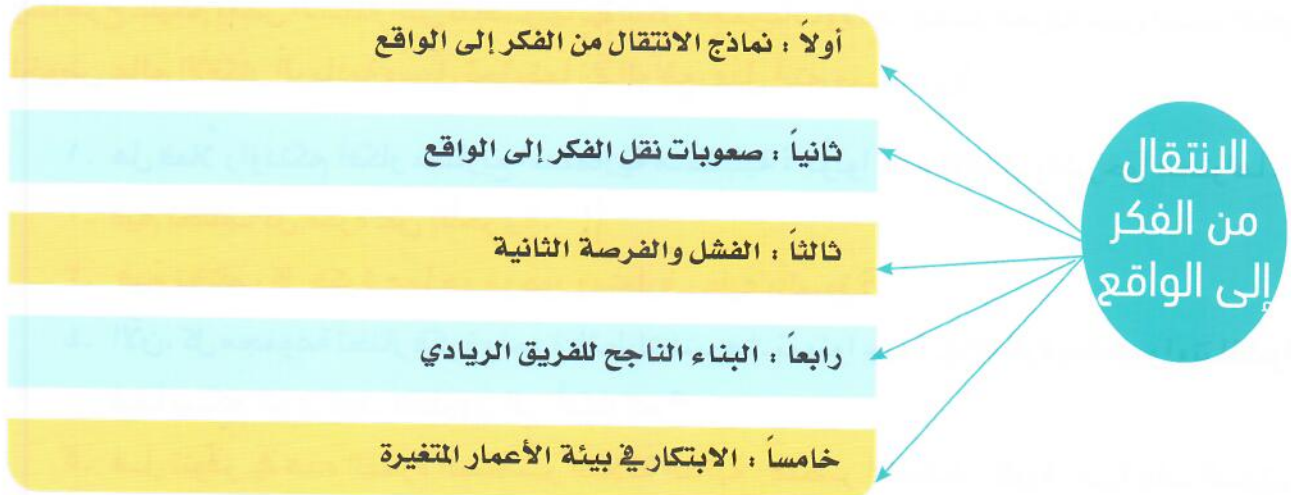 الانتقال
من الفكر
إلى الواقع
أولاً : نماذج الانتقال من الفكر إلى الواقع
ثانياً : صعوبات نقل الفكر إلى الواقع
ثالثاً : الفشل والفرصة الثانية
رابعاً : البناء الناجح للفريق الريادي
خامساً : الابتكار في بيئة الأعمار المتغيرة